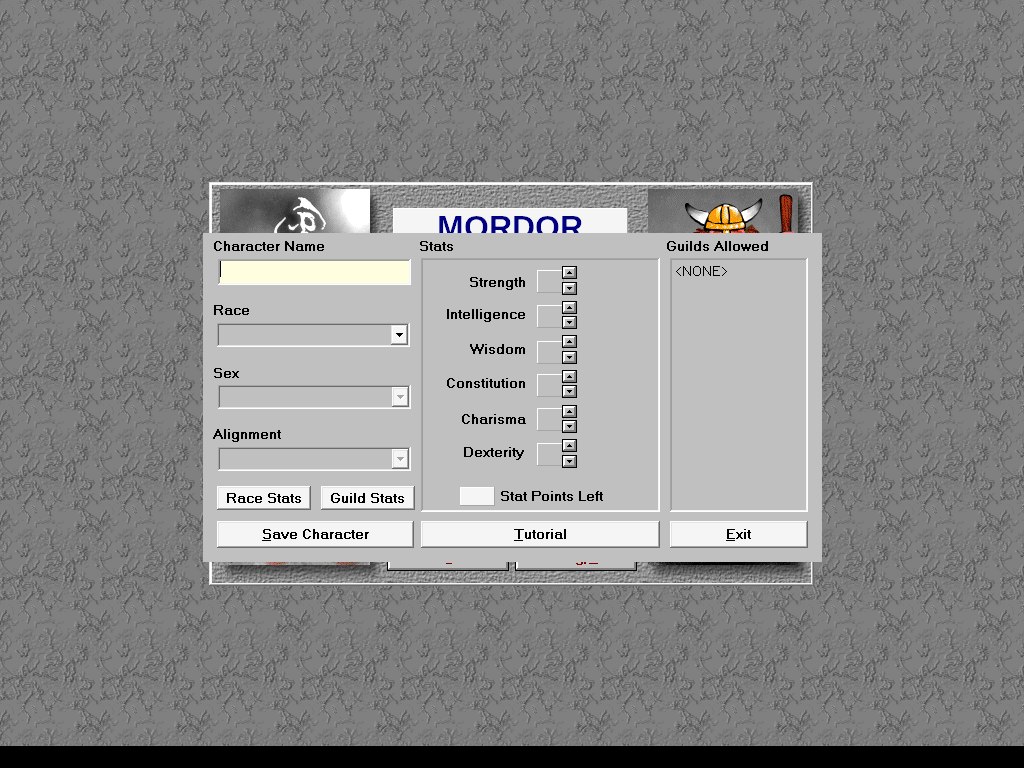 MORDOR
Character Name
Stats
Guilds Allowed
<NONE>
Strength
Race
Intelligence
Wisdom
Sex
Constitution
Charisma
Alignment
Dexterity
Race Stats
Guild Stats
Stat Points Left
Save Character
Tutorial
Exit